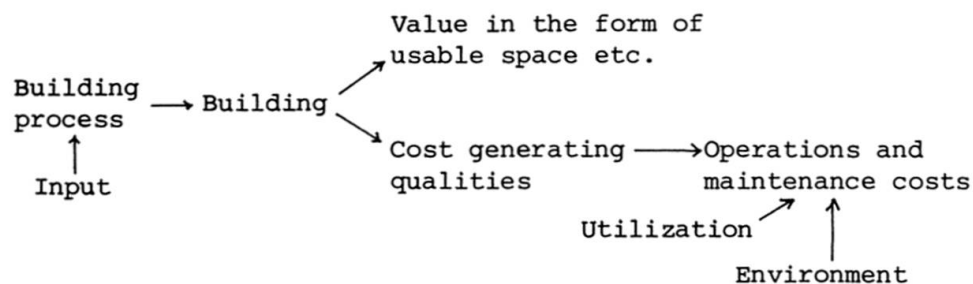 Value in the form of
usable space etc.
Building
process
Building
Cost generating
qualities
Operations and
maintenance costs
Input
Utilization
Environment